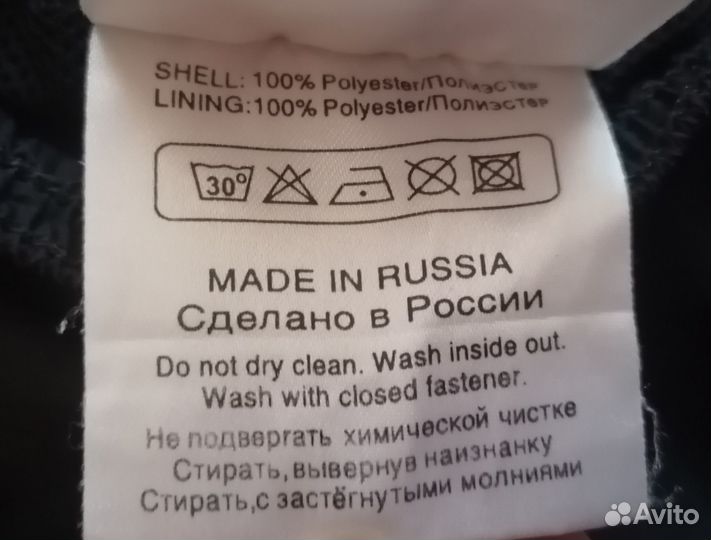 SHELL: 100% Polyester/Полиэстер
LINING:100% Polyester/Полиэстер
30°
MADE IN RUSSIA
Сделано в России
Do not dry clean. Wash inside out.
Wash with closed fastener.
Не подвергать химической чистке
Стирать,вывернув наизнанку
Стирать,с застёгнутыми молниями
Avito